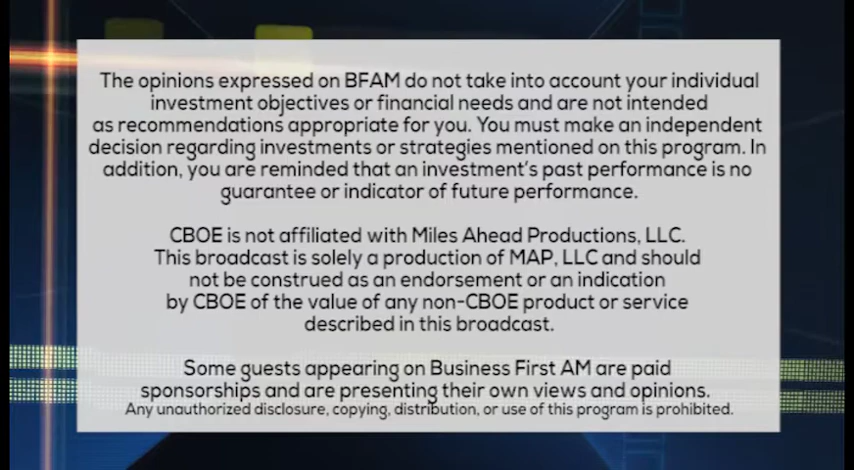 The opinions expressed on BFAM do not take into account your individual
investment objectives or financial needs and are not intended
as recommendations appropriate for you. You must make an independent
decision regarding investments or strategies mentioned on this program. In
addition, you are reminded that an investment's past performance is no
guarantee or indicator of future performance.
CBOE is not affiliated with Miles Ahead Productions, LLC.
This broadcast is solely a production of MAP, LLC and should
not be construed as an endorsement or an indication
by CBOE of the value of any non-CBOE product or service
described in this broadcast.
Some guests appearing on Business First AM are paid
sponsorships and are presenting their own views and opinions.
Any unauthorized disclosure, copying, distribution, or use of this program is prohibited.